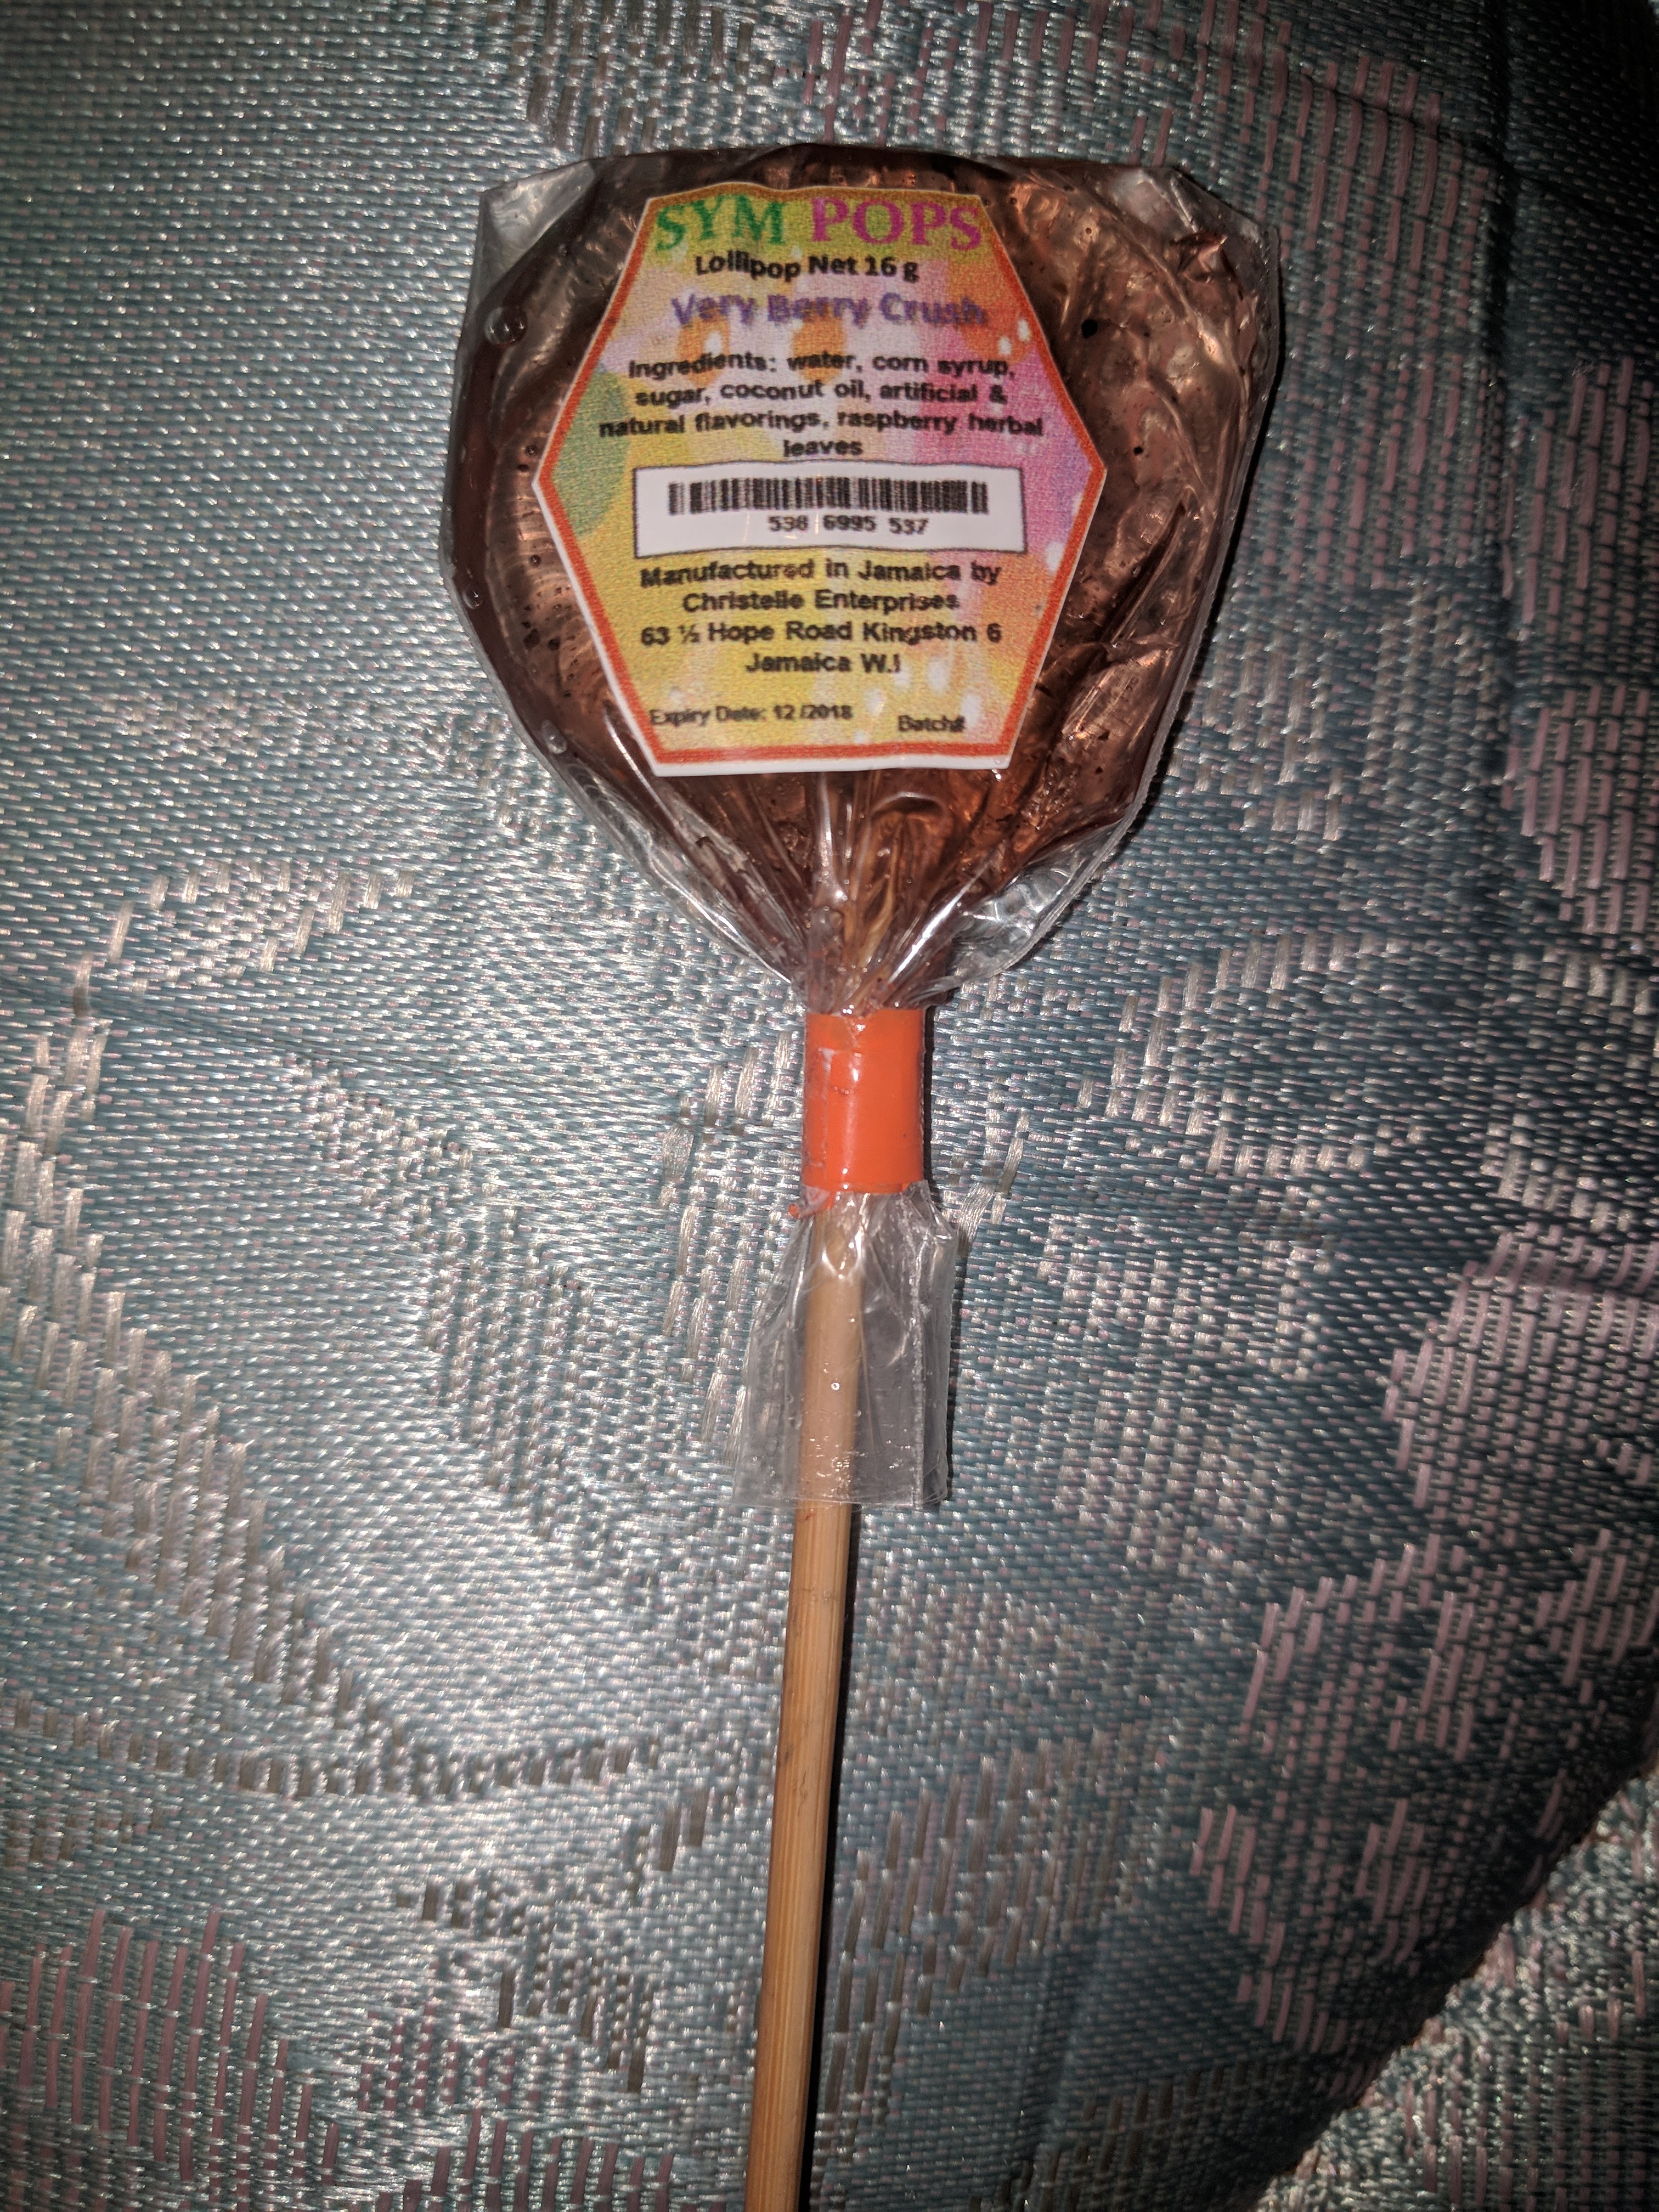 SYM POPS
Lollipop Net 16 g
Very Berry Crush
Ingredients: water, corn syrup,
sugar, coconut oil, artificial &
natural flavorings, raspberry herbal
leaves
538 6995 537
Manufactured in Jamaica by
Christelle Enterprises
63 ½ Hope Road Kingston 6
Jamaica W.I
Expiry Date: 12 /2018 Batch#